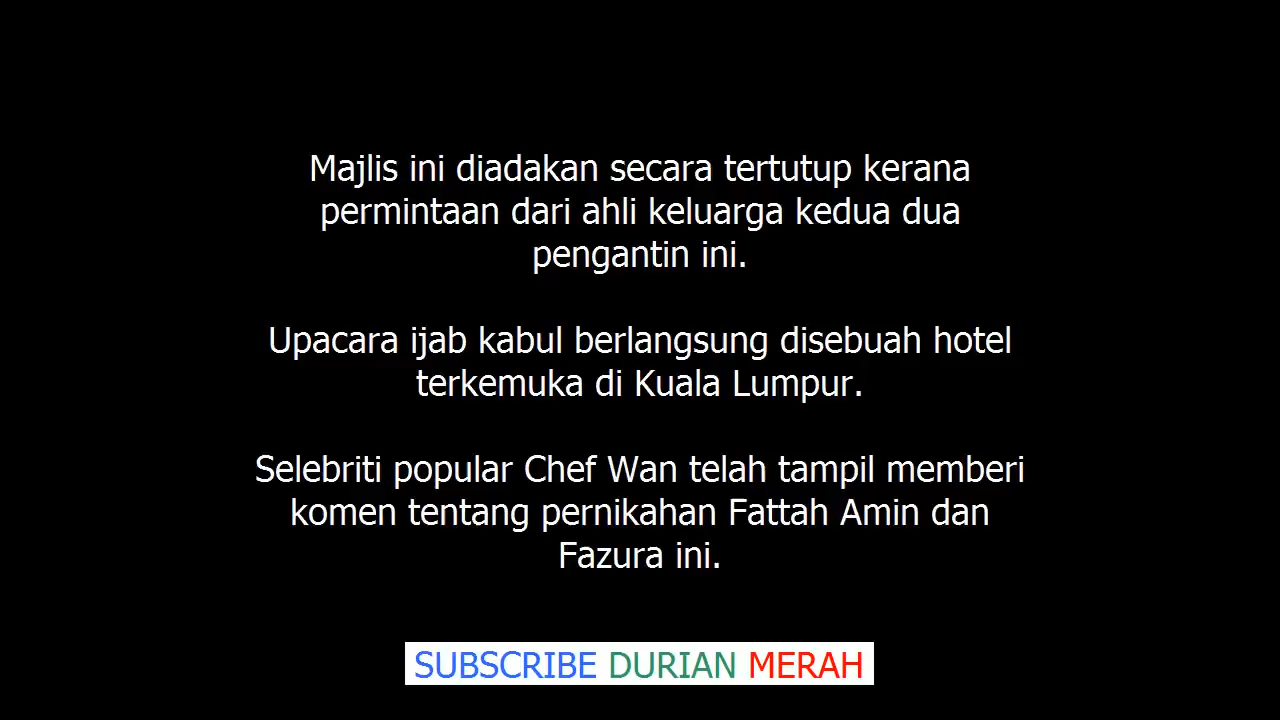 Majlis ini diadakan secara tertutup kerana
permintaan dari ahli keluarga kedua dua
pengantin ini.
Upacara ijab kabul berlangsung disebuah hotel
terkemuka di Kuala Lumpur.
Selebriti popular Chef Wan telah tampil memberi
komen tentang pernikahan Fattah Amin dan
Fazura ini.
SUBSCRIBE DURIAN MERAH